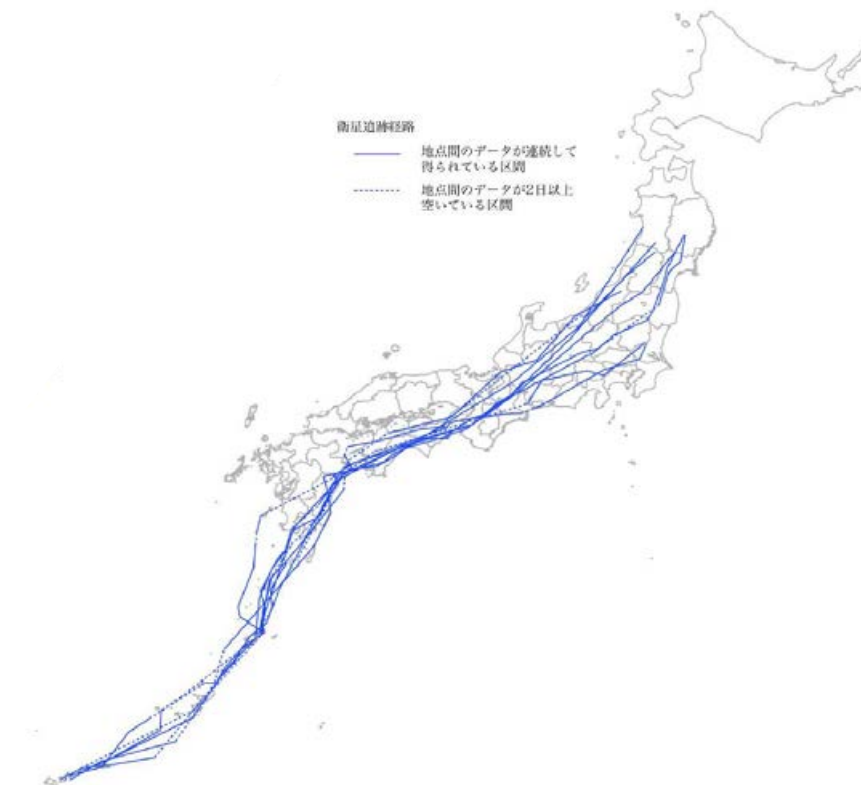 衛星追跡経路
地点間のデータが連続して
得られている区間
地点間のデータが2日以上
空いている区間